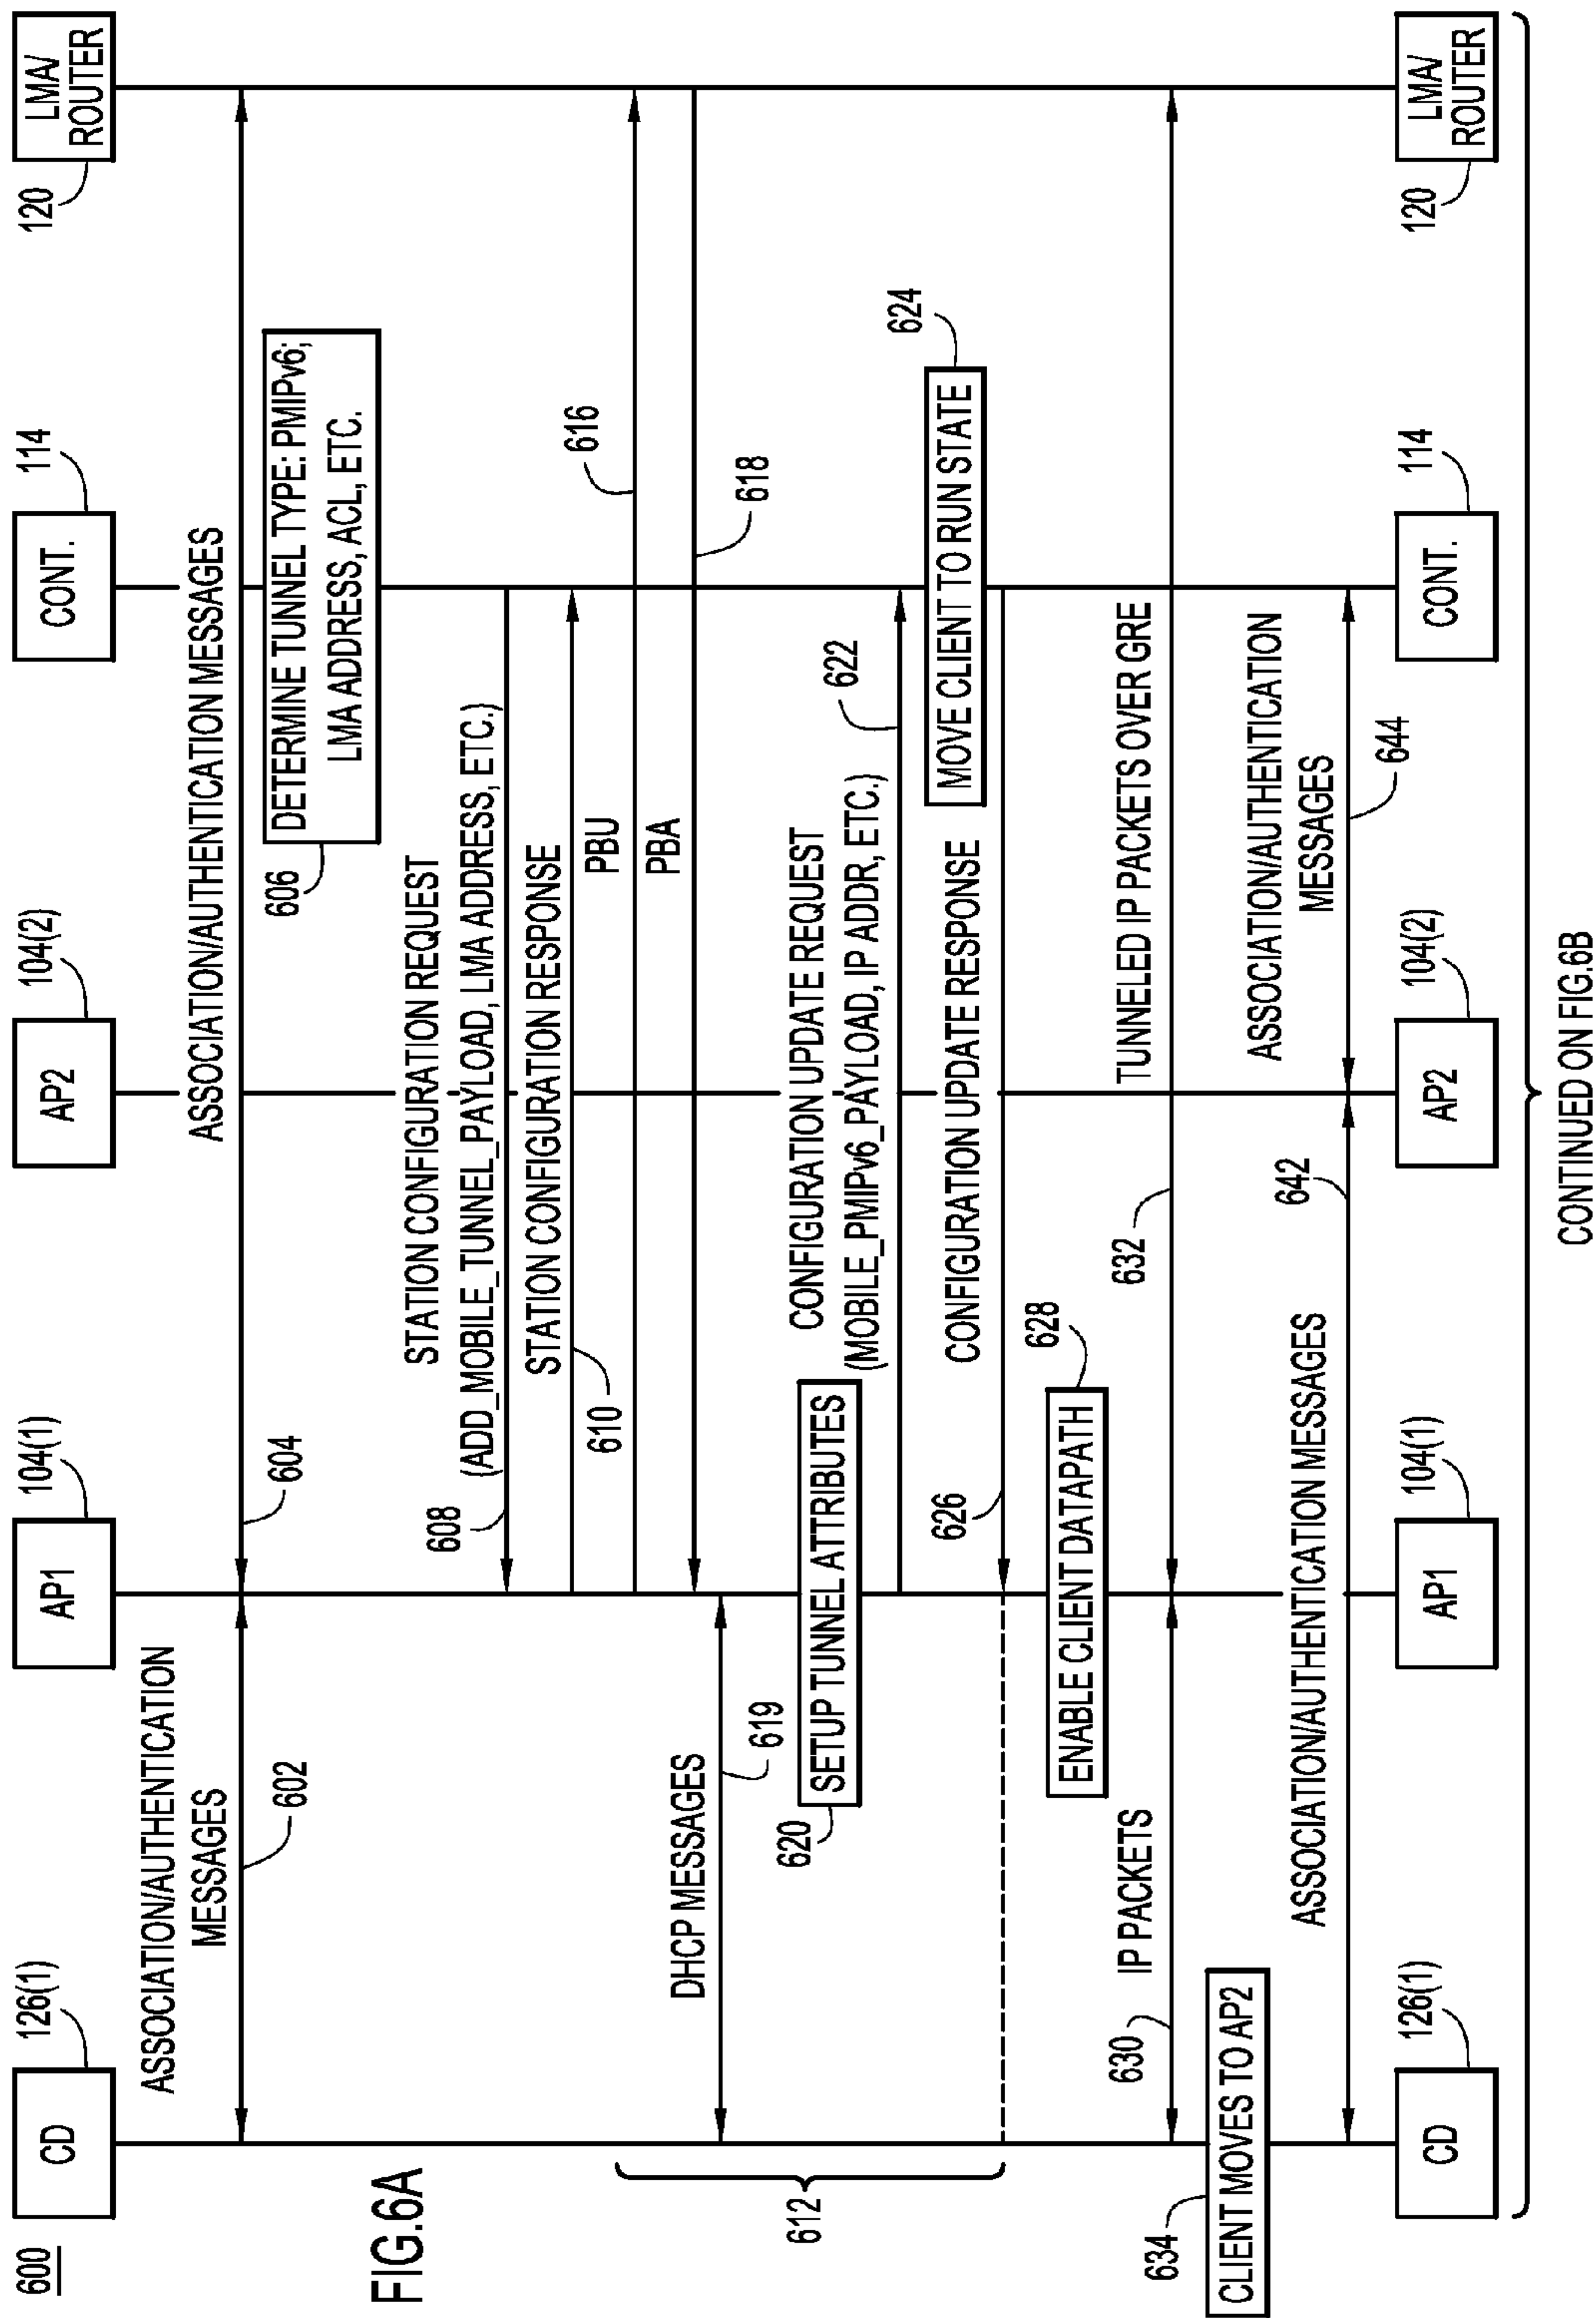 600
FIG.6A
CD
126(1)
AP1
104(1)
AP2
104(2)
CONT.
114
LMA/
ROUTER
120
ASSOCIATION/AUTHENTICATION
MESSAGES
602
604
ASSOCIATION/AUTHENTICATION MESSAGES
606
DETERMINE TUNNEL TYPE: PMIPv6;
LMA ADDRESS, ACL, ETC.
STATION CONFIGURATION REQUEST
(ADD_MOBILE_TUNNEL_PAYLOAD, LMA ADDRESS, ETC.)
608
STATION CONFIGURATION RESPONSE
610
PBU
616
PBA
618
612
DHCP MESSAGES
619
620
SETUP TUNNEL ATTRIBUTES
CONFIGURATION UPDATE REQUEST
(MOBILE_PMIPv6_PAYLOAD, IP ADDR, ETC.)
622
624
MOVE CLIENT TO RUN STATE
626
CONFIGURATION UPDATE RESPONSE
628
ENABLE CLIENT DATAPATH
630
IP PACKETS
632
TUNNELED IP PACKETS OVER GRE
634
CLIENT MOVES TO AP2
ASSOCIATION/AUTHENTICATION MESSAGES
642
ASSOCIATION/AUTHENTICATION
MESSAGES
644
CD
126(1)
AP1
104(1)
AP2
104(2)
CONT.
114
LMA/
ROUTER
120
CONTINUED ON FIG.6B